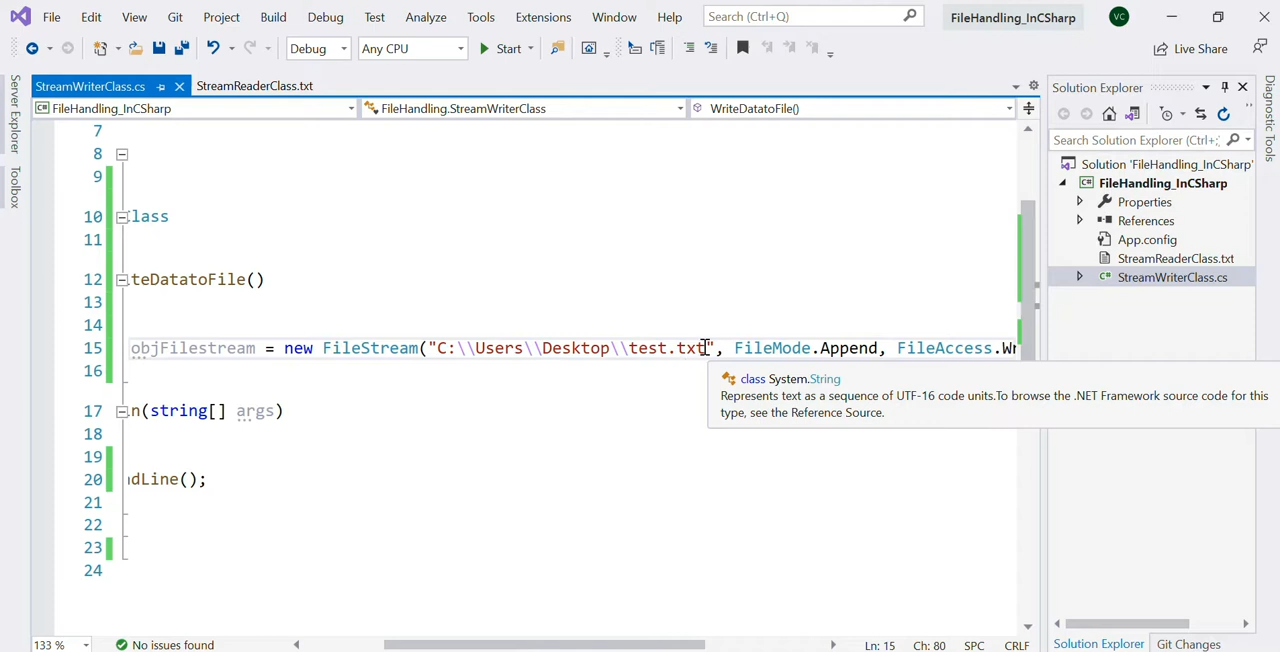 File Edit View Git Project Build Debug Test Analyze Tools Extensions Window Help Search (Ctrl+Q) FileHandling_InCSharp VC
Debug Any CPU Start Live Share
StreamWriterClass.cs StreamReaderClass.txt
FileHandling_InCSharp FileHandling.StreamWriterClass WriteDatatoFile()
Server Explorer
Toolbox
7
8
9
10 Class
11
12 teDatatoFile()
13
14
15 objFilestream = new FileStream("C:\\Users\\Desktop\\test.txt", FileMode.Append, FileAccess.Wr
16
17 n(string[] args)
18
19
20 dLine();
21
22
23
24
class System.String
Represents text as a sequence of UTF-16 code units.To browse the .NET Framework source code for this
type, see the Reference Source.
133 % No issues found Ln: 15 Ch: 80 SPC CRLF
Solution Explorer
Search Solution Explorer (Ctrl+;
Solution 'FileHandling_InCSharp'
FileHandling_InCSharp
Properties
References
App.config
StreamReaderClass.txt
StreamWriterClass.cs
Solution Explorer Git Changes
Diagnostic Tools